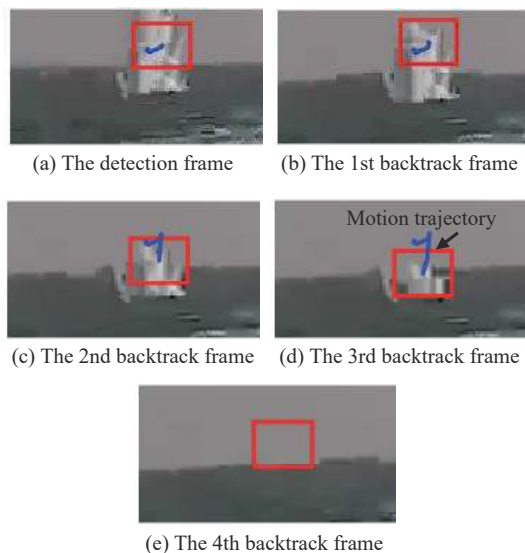 (a) The detection frame
(b) The 1st backtrack frame
Motion trajectory
(c) The 2nd backtrack frame
(d) The 3rd backtrack frame
(e) The 4th backtrack frame